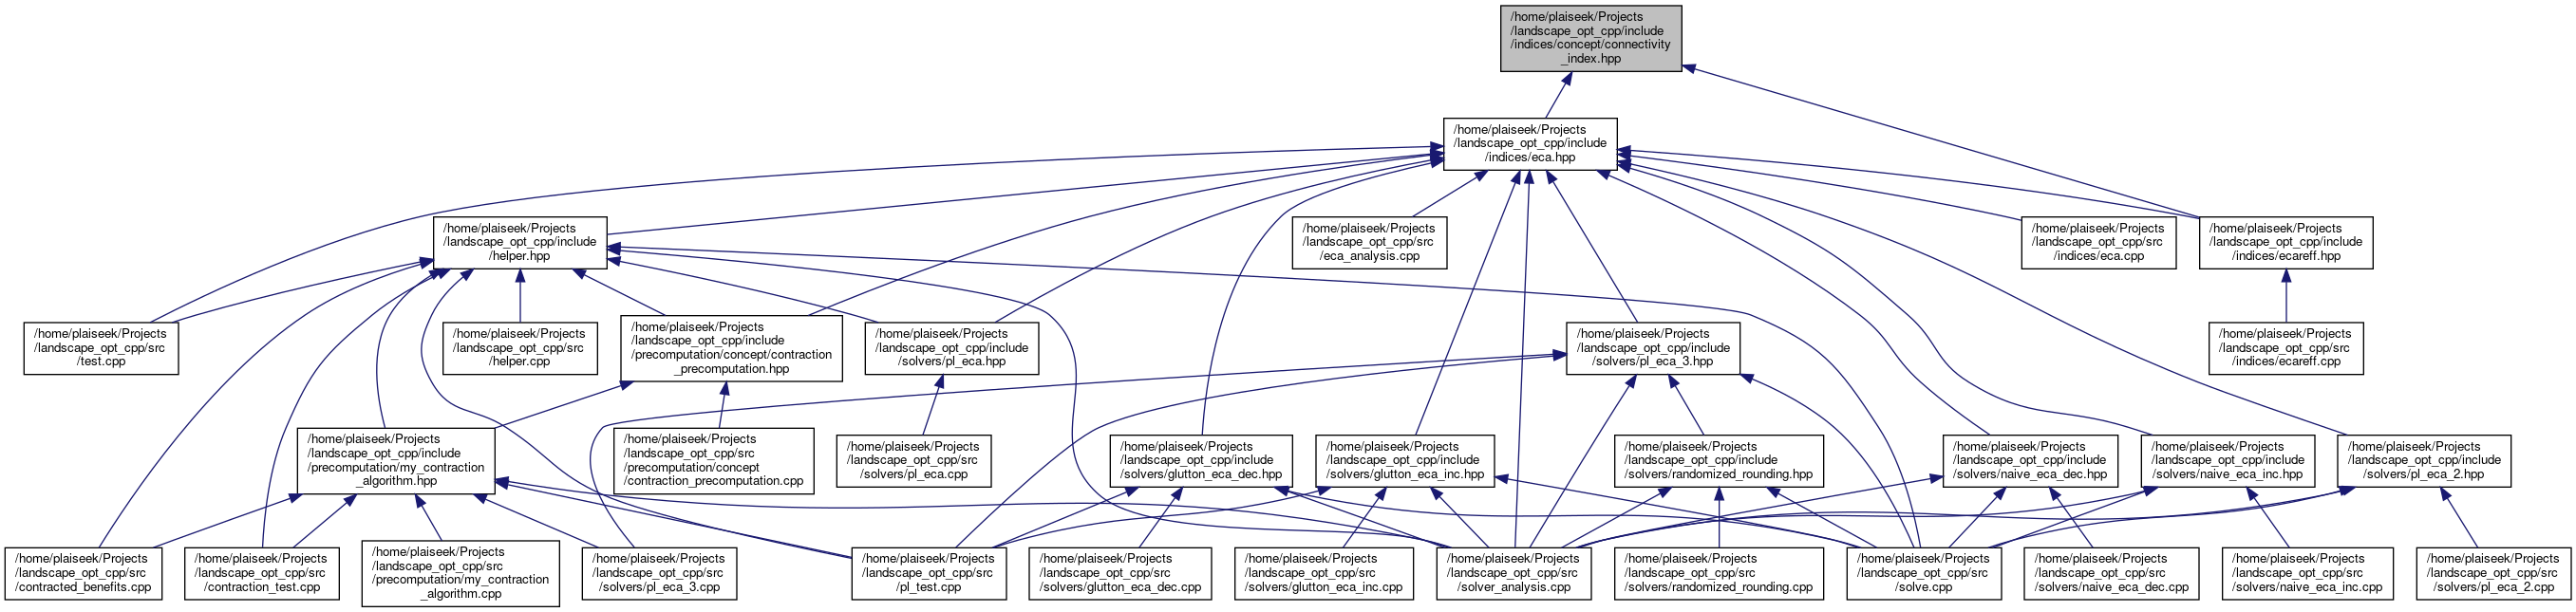 /home/plaiseek/Projects
/landscape_opt_cpp/include
/indices/concept/connectivity
_index.hpp
/home/plaiseek/Projects
/landscape_opt_cpp/include
/indices/eca.hpp
/home/plaiseek/Projects
/landscape_opt_cpp/include
/helper.hpp
/home/plaiseek/Projects
/landscape_opt_cpp/src
/eca_analysis.cpp
/home/plaiseek/Projects
/landscape_opt_cpp/src
/indices/eca.cpp
/home/plaiseek/Projects
/landscape_opt_cpp/include
/indices/ecareff.hpp
/home/plaiseek/Projects
/landscape_opt_cpp/src
/test.cpp
/home/plaiseek/Projects
/landscape_opt_cpp/src
/helper.cpp
/home/plaiseek/Projects
/landscape_opt_cpp/include
/precomputation/concept/contraction
_precomputation.hpp
/home/plaiseek/Projects
/landscape_opt_cpp/include
/solvers/pl_eca.hpp
/home/plaiseek/Projects
/landscape_opt_cpp/include
/solvers/pl_eca_3.hpp
/home/plaiseek/Projects
/landscape_opt_cpp/src
/indices/ecareff.cpp
/home/plaiseek/Projects
/landscape_opt_cpp/include
/precomputation/my_contraction
_algorithm.hpp
/home/plaiseek/Projects
/landscape_opt_cpp/src
/precomputation/concept
/contraction_precomputation.cpp
/home/plaiseek/Projects
/landscape_opt_cpp/src
/solvers/pl_eca.cpp
/home/plaiseek/Projects
/landscape_opt_cpp/include
/solvers/glutton_eca_dec.hpp
/home/plaiseek/Projects
/landscape_opt_cpp/include
/solvers/glutton_eca_inc.hpp
/home/plaiseek/Projects
/landscape_opt_cpp/include
/solvers/randomized_rounding.hpp
/home/plaiseek/Projects
/landscape_opt_cpp/include
/solvers/naive_eca_dec.hpp
/home/plaiseek/Projects
/landscape_opt_cpp/include
/solvers/naive_eca_inc.hpp
/home/plaiseek/Projects
/landscape_opt_cpp/include
/solvers/pl_eca_2.hpp
/home/plaiseek/Projects
/landscape_opt_cpp/src
/contracted_benefits.cpp
/home/plaiseek/Projects
/landscape_opt_cpp/src
/contraction_test.cpp
/home/plaiseek/Projects
/landscape_opt_cpp/src
/precomputation/my_contraction
_algorithm.cpp
/home/plaiseek/Projects
/landscape_opt_cpp/src
/solvers/pl_eca_3.cpp
/home/plaiseek/Projects
/landscape_opt_cpp/src
/pl_test.cpp
/home/plaiseek/Projects
/landscape_opt_cpp/src
/solvers/glutton_eca_dec.cpp
/home/plaiseek/Projects
/landscape_opt_cpp/src
/solvers/glutton_eca_inc.cpp
/home/plaiseek/Projects
/landscape_opt_cpp/src
/solver_analysis.cpp
/home/plaiseek/Projects
/landscape_opt_cpp/src
/solvers/randomized_rounding.cpp
/home/plaiseek/Projects
/landscape_opt_cpp/src
/solve.cpp
/home/plaiseek/Projects
/landscape_opt_cpp/src
/solvers/naive_eca_dec.cpp
/home/plaiseek/Projects
/landscape_opt_cpp/src
/solvers/naive_eca_inc.cpp
/home/plaiseek/Projects
/landscape_opt_cpp/src
/solvers/pl_eca_2.cpp